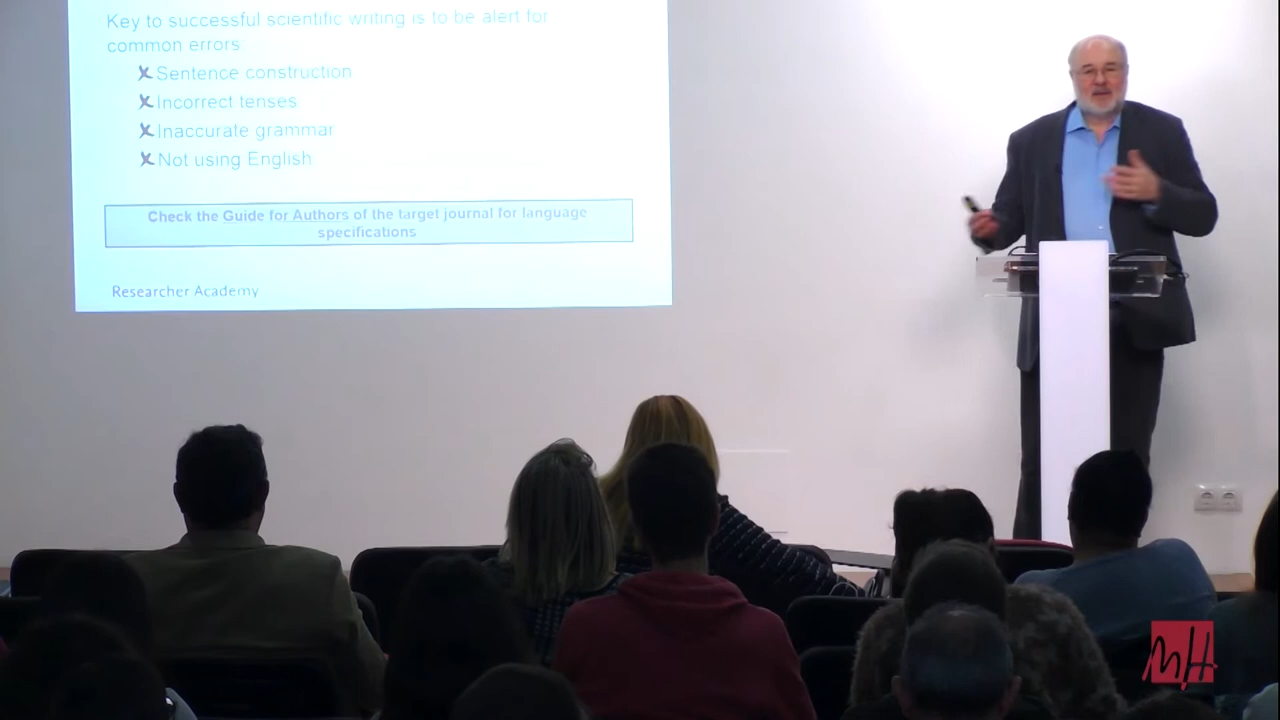 Key to successful scientific writing is to be alert for
common errors:
Sentence construction
Incorrect tenses
Inaccurate grammar
Not using English
Check the Guide for Authors of the target journal for language
specifications
Researcher Academy
MH